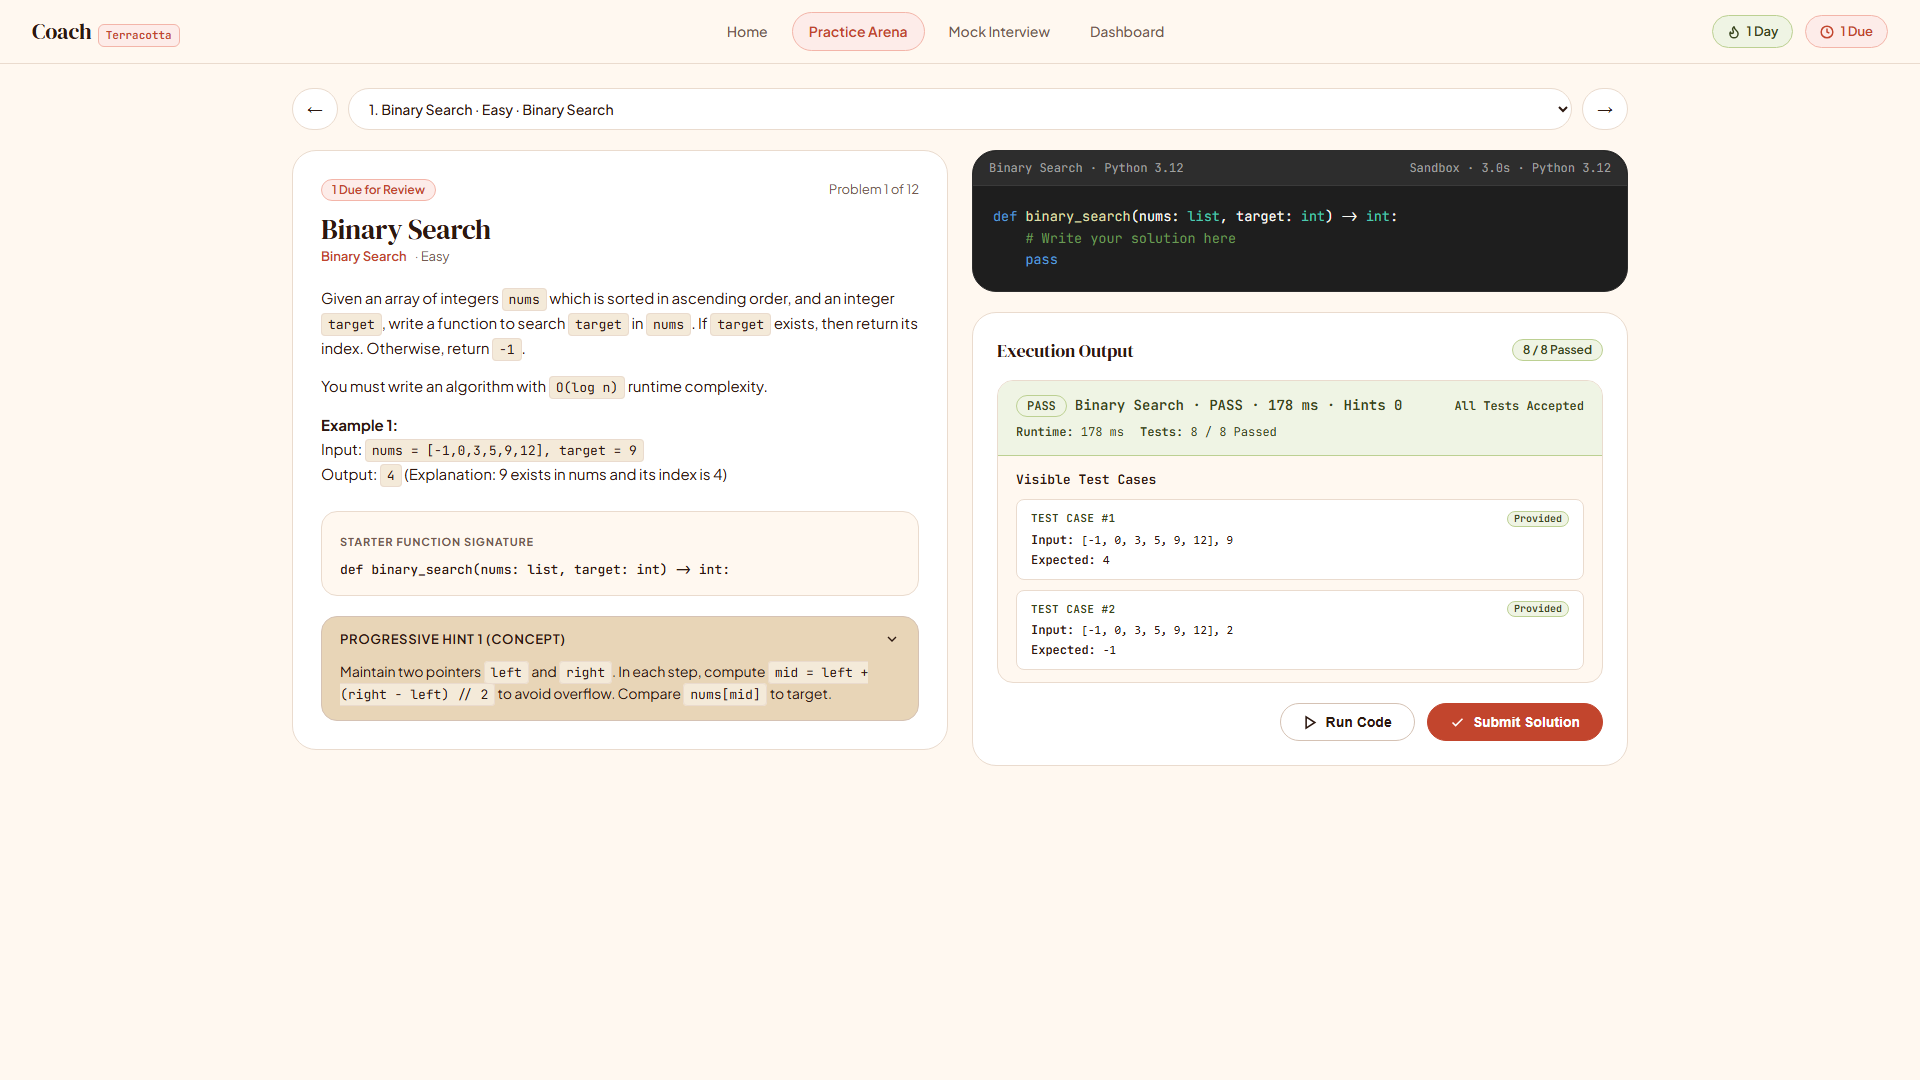 Coach Terracotta
Home
Practice Arena
Mock Interview
Dashboard
1 Day
1 Due
←
1. Binary Search · Easy · Binary Search
→
1 Due for Review
Problem 1 of 12
Binary Search
Binary Search · Easy
Given an array of integers nums which is sorted in ascending order, and an integer
target, write a function to search target in nums. If target exists, then return its
index. Otherwise, return -1.
You must write an algorithm with O(log n) runtime complexity.
Example 1:
Input: nums = [-1,0,3,5,9,12], target = 9
Output: 4 (Explanation: 9 exists in nums and its index is 4)
STARTER FUNCTION SIGNATURE
def binary_search(nums: list, target: int) -> int:
PROGRESSIVE HINT 1 (CONCEPT)
Maintain two pointers left and right. In each step, compute mid = left +
(right - left) // 2 to avoid overflow. Compare nums[mid] to target.
Binary Search · Python 3.12
Sandbox · 3.0s · Python 3.12
def binary_search(nums: list, target: int) -> int:
# Write your solution here
pass
Execution Output
8 / 8 Passed
PASS Binary Search · PASS · 178 ms · Hints 0
All Tests Accepted
Runtime: 178 ms Tests: 8 / 8 Passed
Visible Test Cases
TEST CASE #1
Provided
Input: [-1, 0, 3, 5, 9, 12], 9
Expected: 4
TEST CASE #2
Provided
Input: [-1, 0, 3, 5, 9, 12], 2
Expected: -1
Run Code
Submit Solution